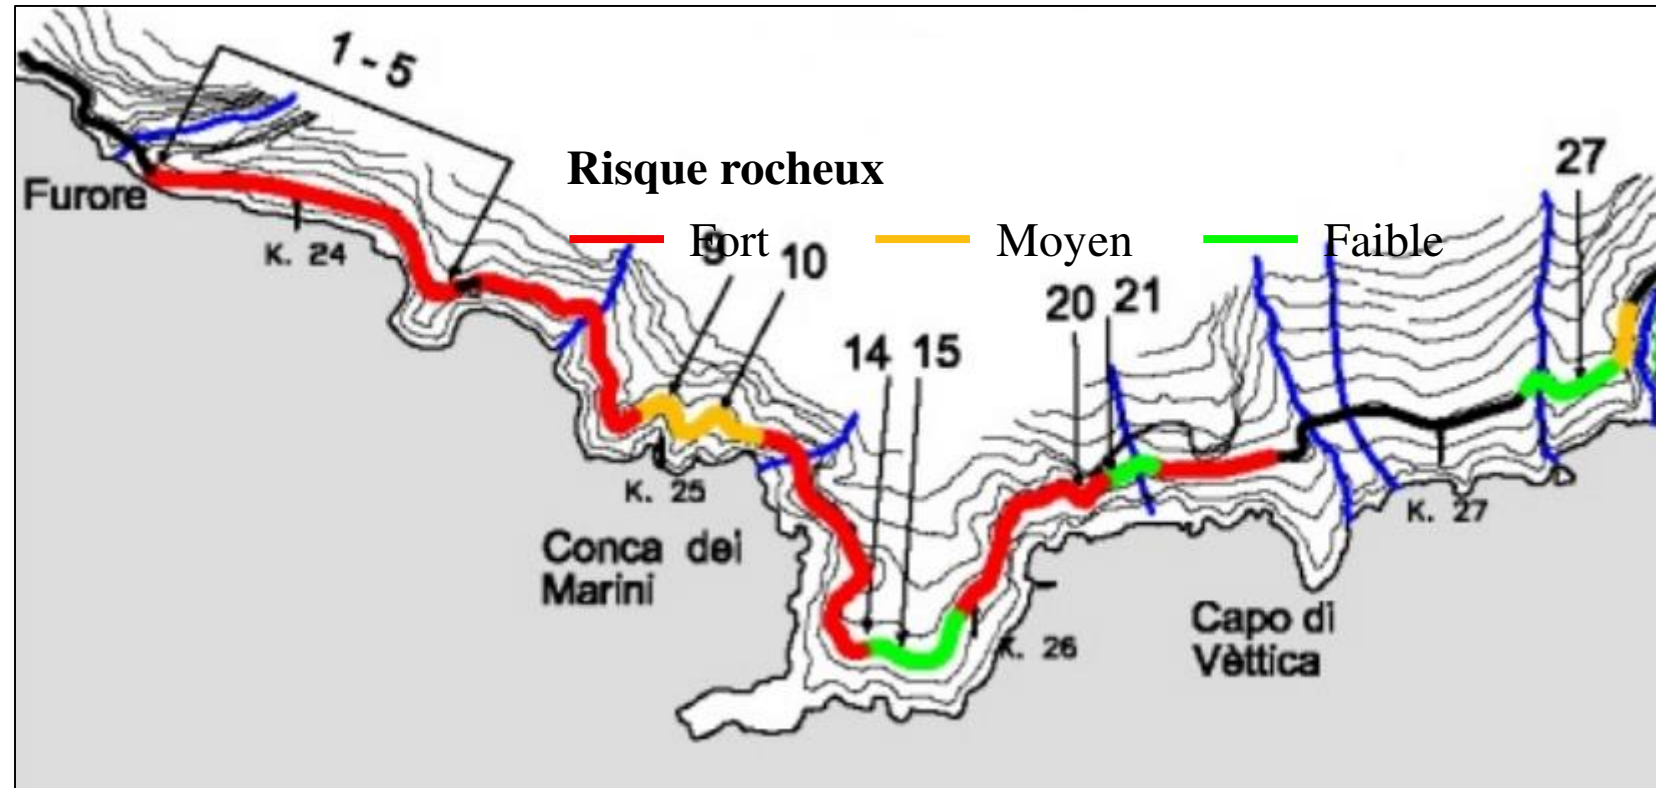 1 - 5
27
Risque rocheux
Furore
Fort
Moyen
Faible
K. 24
9
10
20
21
14
15
K. 25
K. 27
Conca dei
Marini
Capo di
Vèttica
K. 26